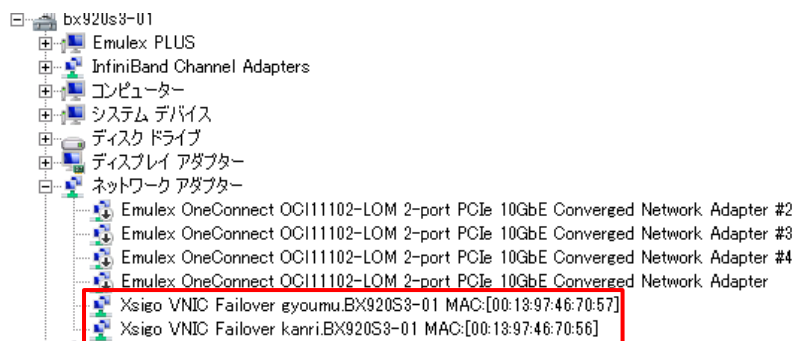 bx920s3-01
Emulex PLUS
InfiniBand Channel Adapters
コンピューター
システム デバイス
ディスク ドライブ
ディスプレイ アダプター
ネットワーク アダプター
Emulex OneConnect OCl11102-LOM 2-port PCIe 10GbE Converged Network Adapter #2
Emulex OneConnect OCl11102-LOM 2-port PCIe 10GbE Converged Network Adapter #3
Emulex OneConnect OCl11102-LOM 2-port PCIe 10GbE Converged Network Adapter #4
Emulex OneConnect OCl11102-LOM 2-port PCIe 10GbE Converged Network Adapter
Xsigo VNIC Failover gyoumu.BX920S3-01 MAC:[00:13:97:46:70:57]
Xsigo VNIC Failover kanri.BX920S3-01 MAC:[00:13:97:46:70:56]